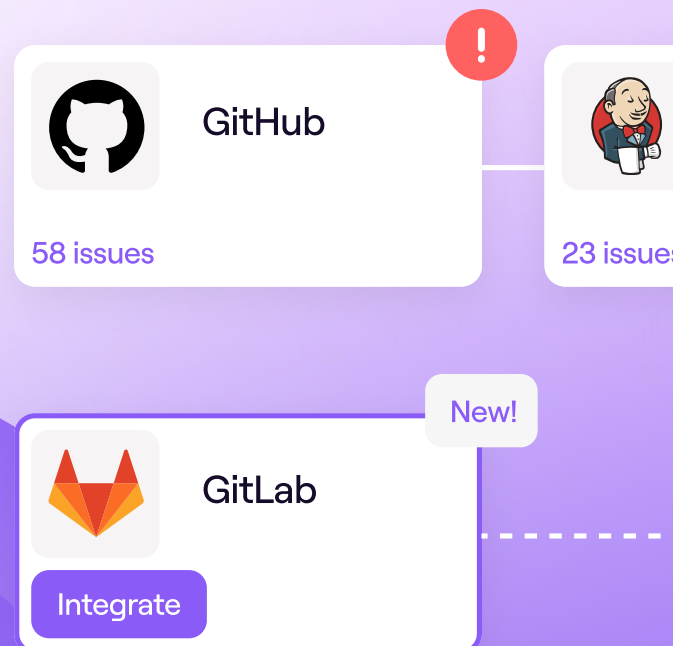 GitHub
58 issues
23 issues
New!
GitLab
Integrate